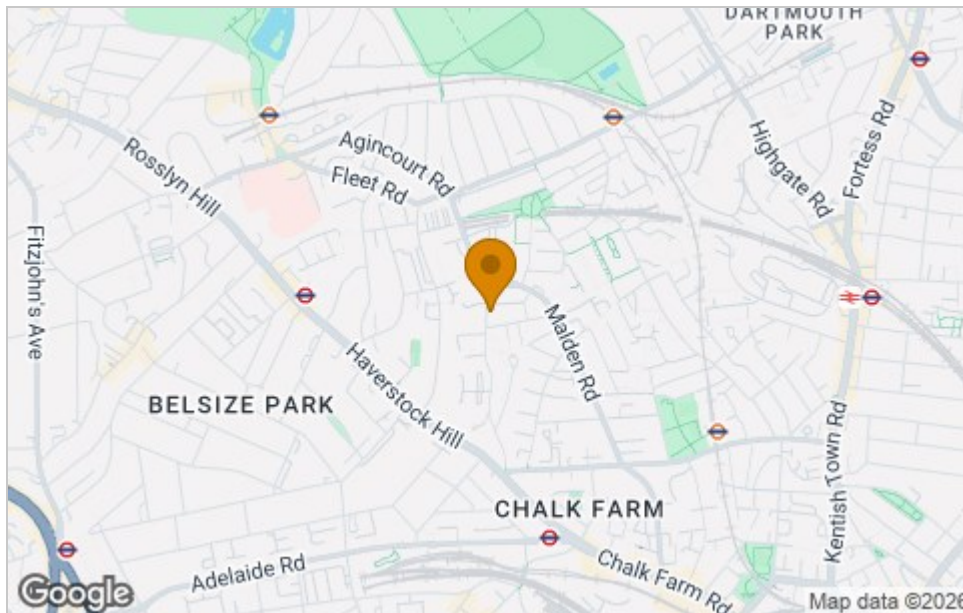 DARTMOUTH
PARK
Rosslyn Hill
Agincourt Rd
Fleet Rd
Highgate Rd
Fortess Rd
Fitzjohn's Ave
Malden Rd
Haverstock Hill
BELSIZE PARK
Kentish Town Rd
CHALK FARM
Adelaide Rd
Chalk Farm Rd
Google
Map data ©2026